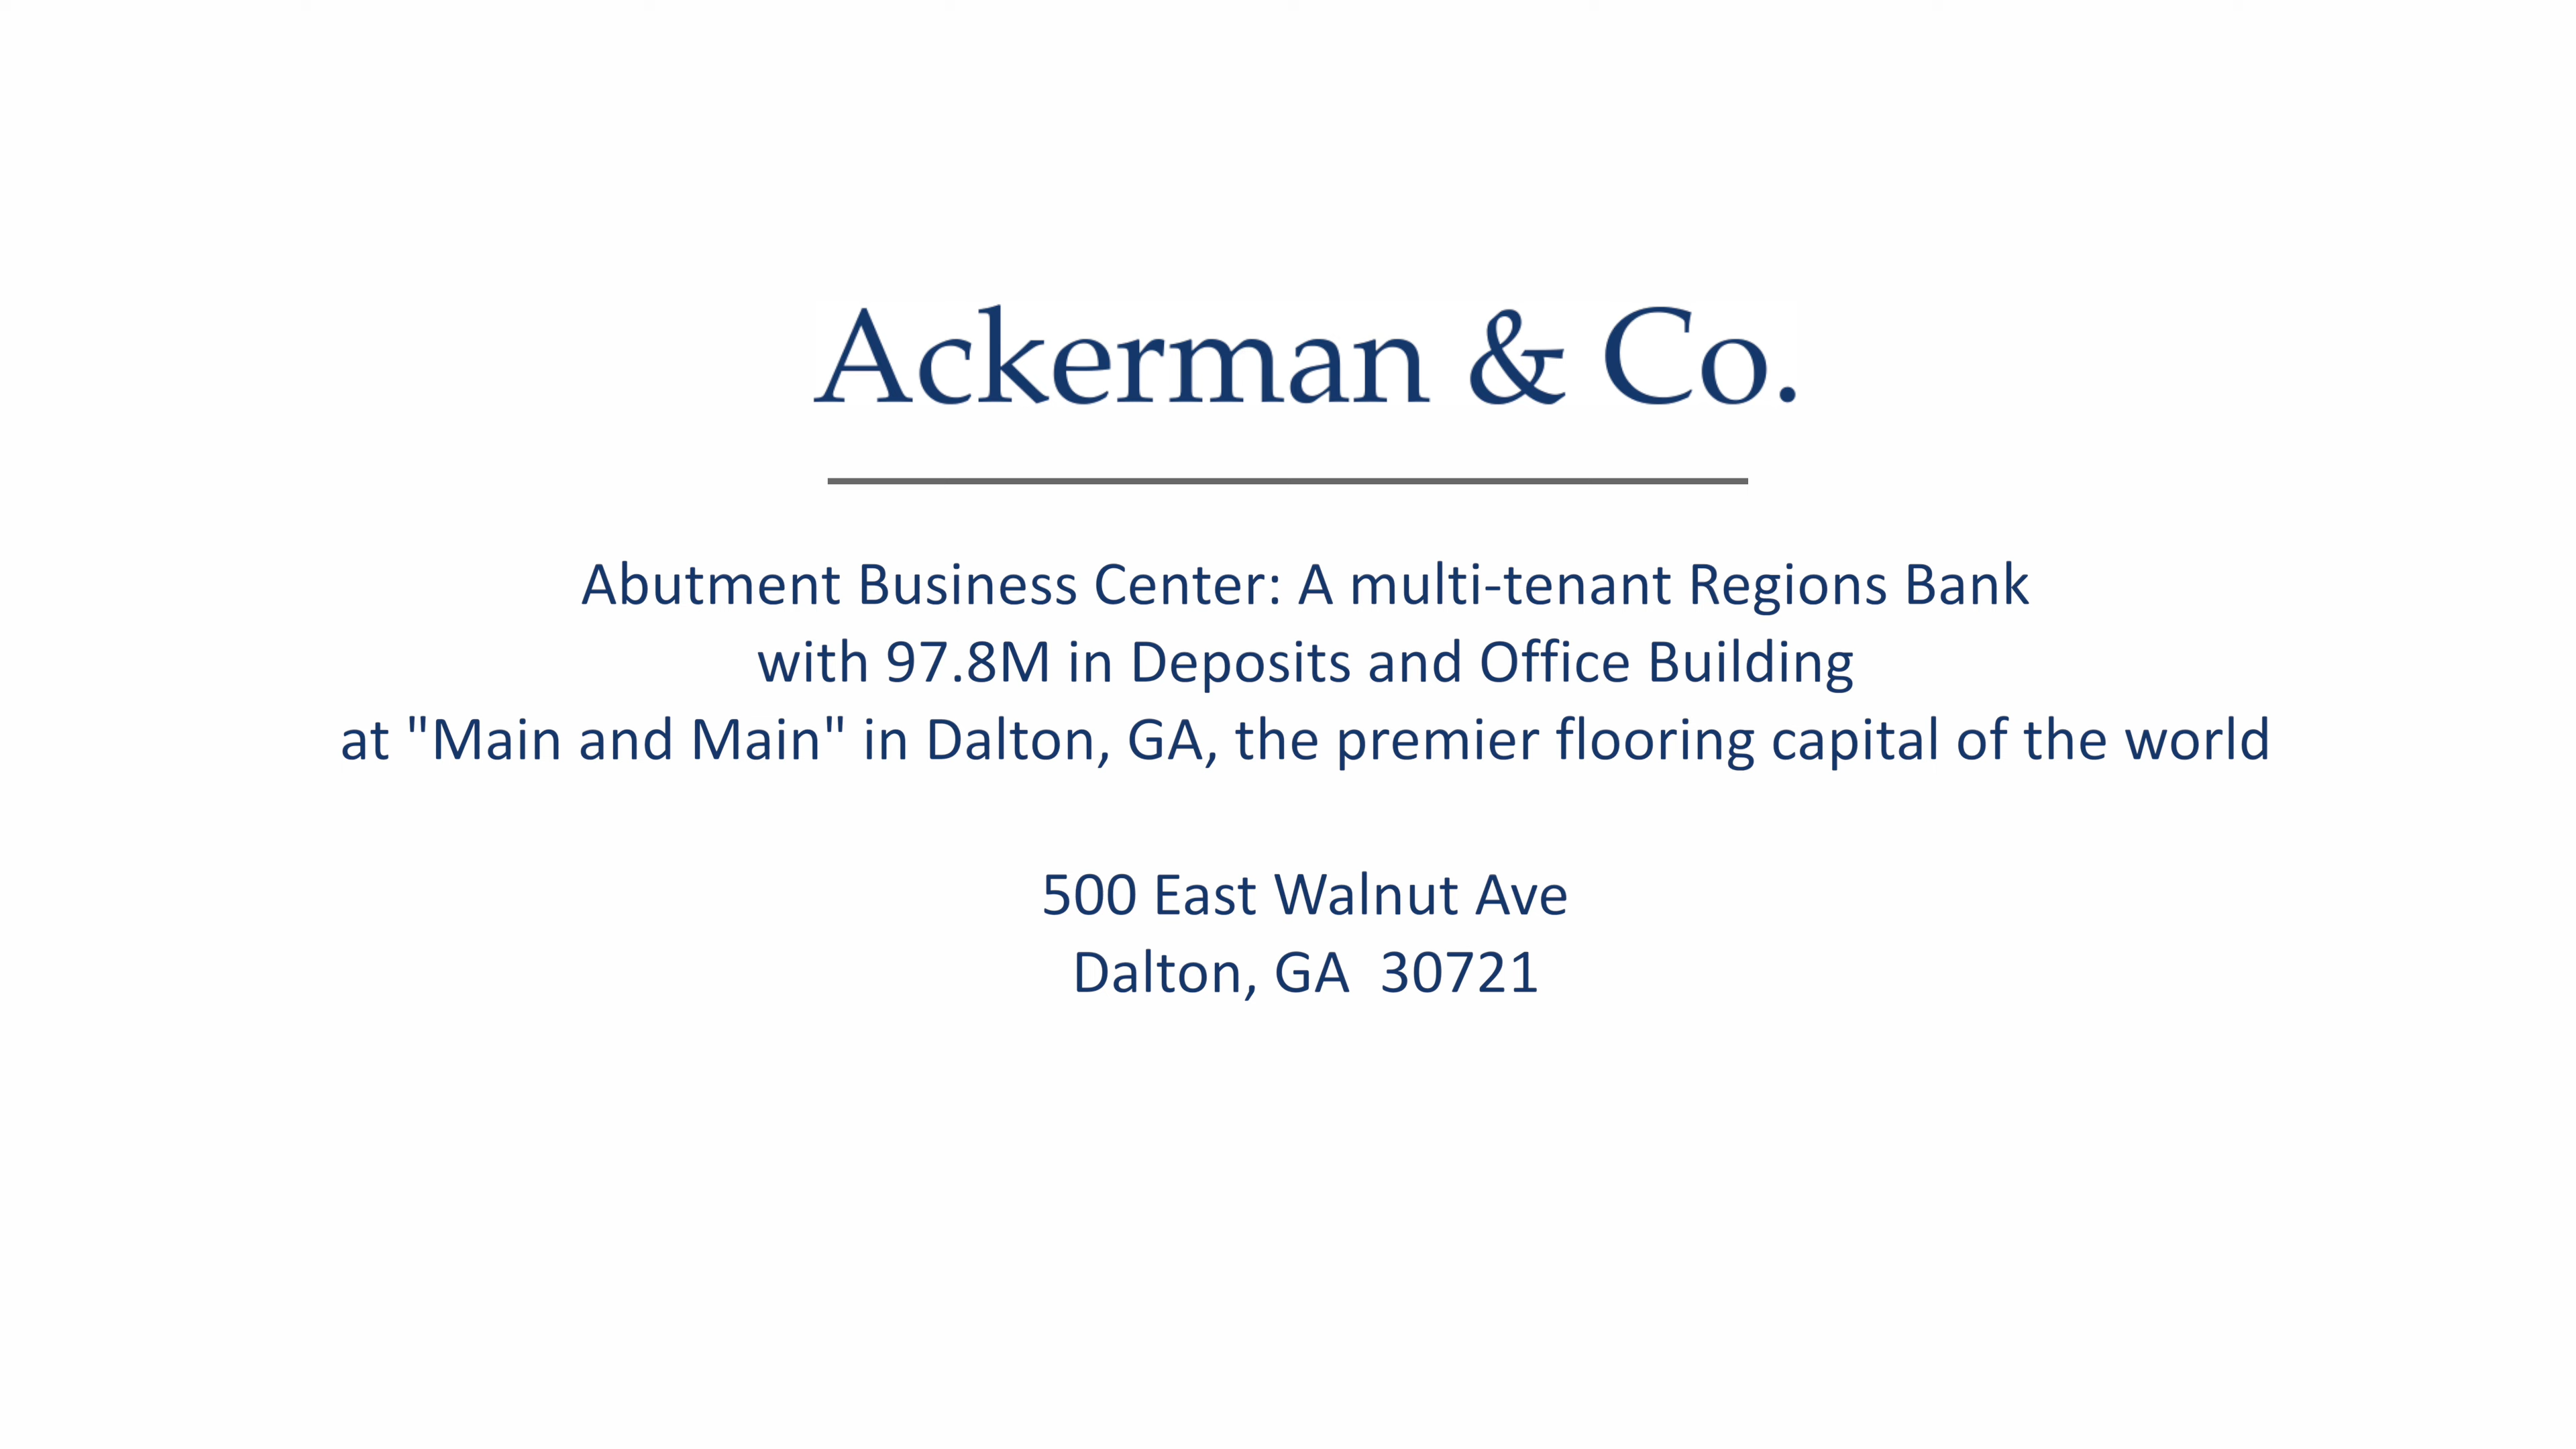 Ackerman & Co.
Abutment Business Center: A multi-tenant Regions Bank
with 97.8M in Deposits and Office Building
at "Main and Main" in Dalton, GA, the premier flooring capital of the world
500 East Walnut Ave
Dalton, GA  30721